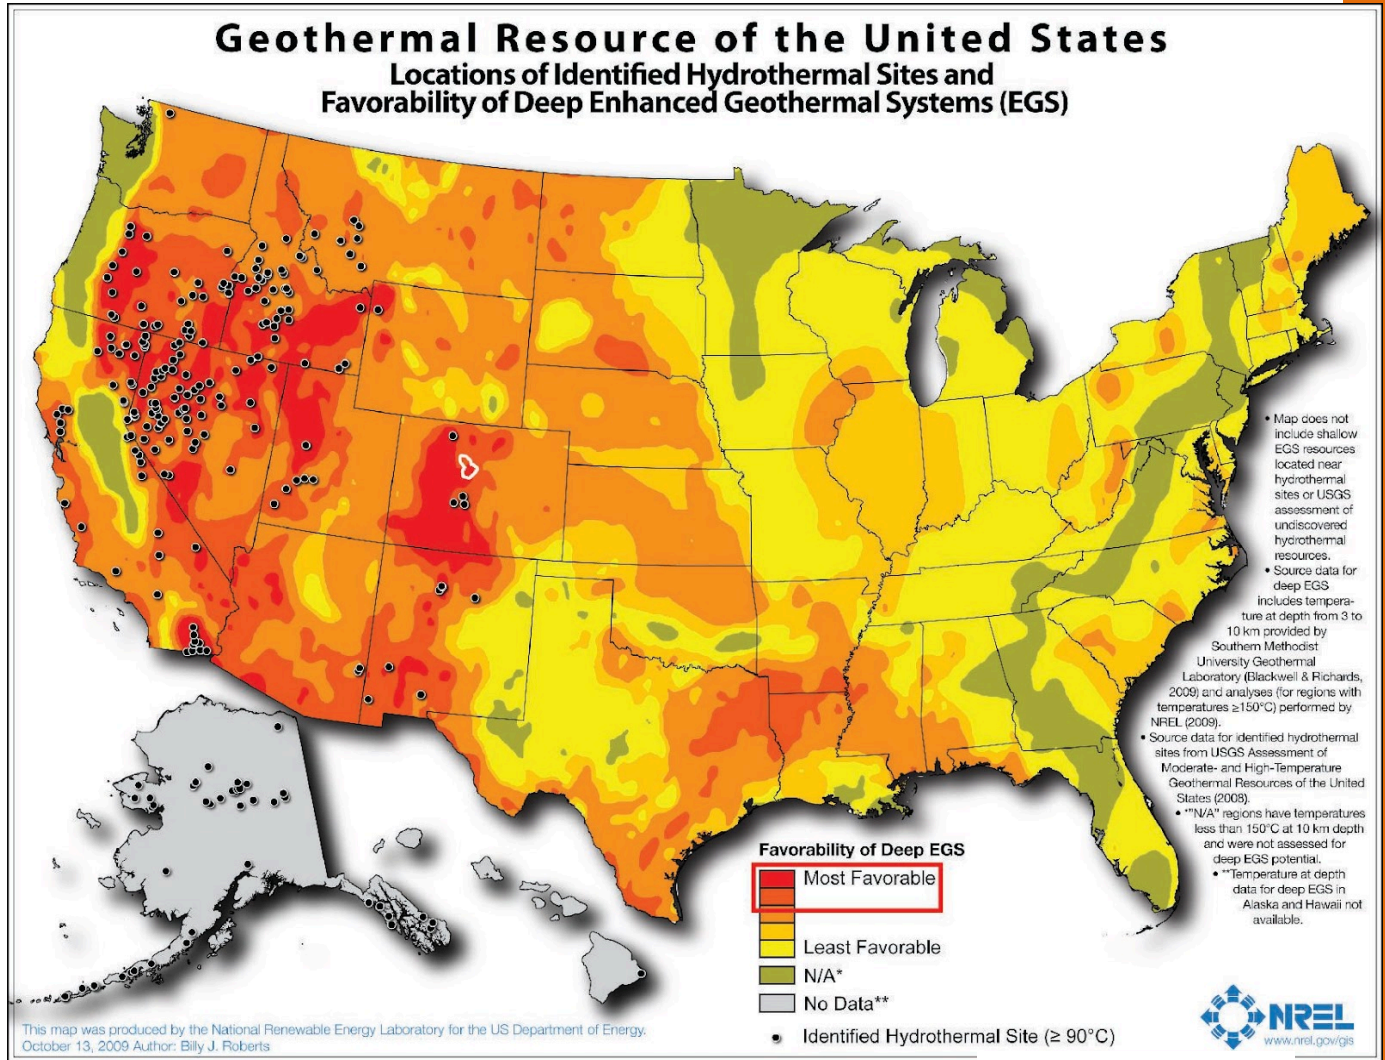 Geothermal Resource of the United States
Locations of Identified Hydrothermal Sites and
Favorability of Deep Enhanced Geothermal Systems (EGS)
• Map does not
include shallow
EGS resources
located near
hydrothermal
sites or USGS
assessment of
undiscovered
hydrothermal
resources.
• Source data for
deep EGS
includes tempera-
ture at depth from 3 to
10 km provided by
Southern Methodist
University Geothermal
Laboratory (Blackwell & Richards,
2009) and analyses (for regions with
temperatures ≥150°C) performed by
NREL (2009).
• Source data for identified hydrothermal
sites from USGS Assessment of
Moderate- and High-Temperature
Geothermal Resources of the United
States (2008).
• *"N/A" regions have temperatures
less than 150°C at 10 km depth
and were not assessed for
deep EGS potential.
• **Temperature at depth
data for deep EGS in
Alaska and Hawaii not
available.
Favorability of Deep EGS
Most Favorable
Least Favorable
N/A*
No Data**
Identified Hydrothermal Site (≥ 90°C)
This map was produced by the National Renewable Energy Laboratory for the US Department of Energy.
October 13, 2009 Author: Billy J. Roberts
NREL
www.nrel.gov/gis